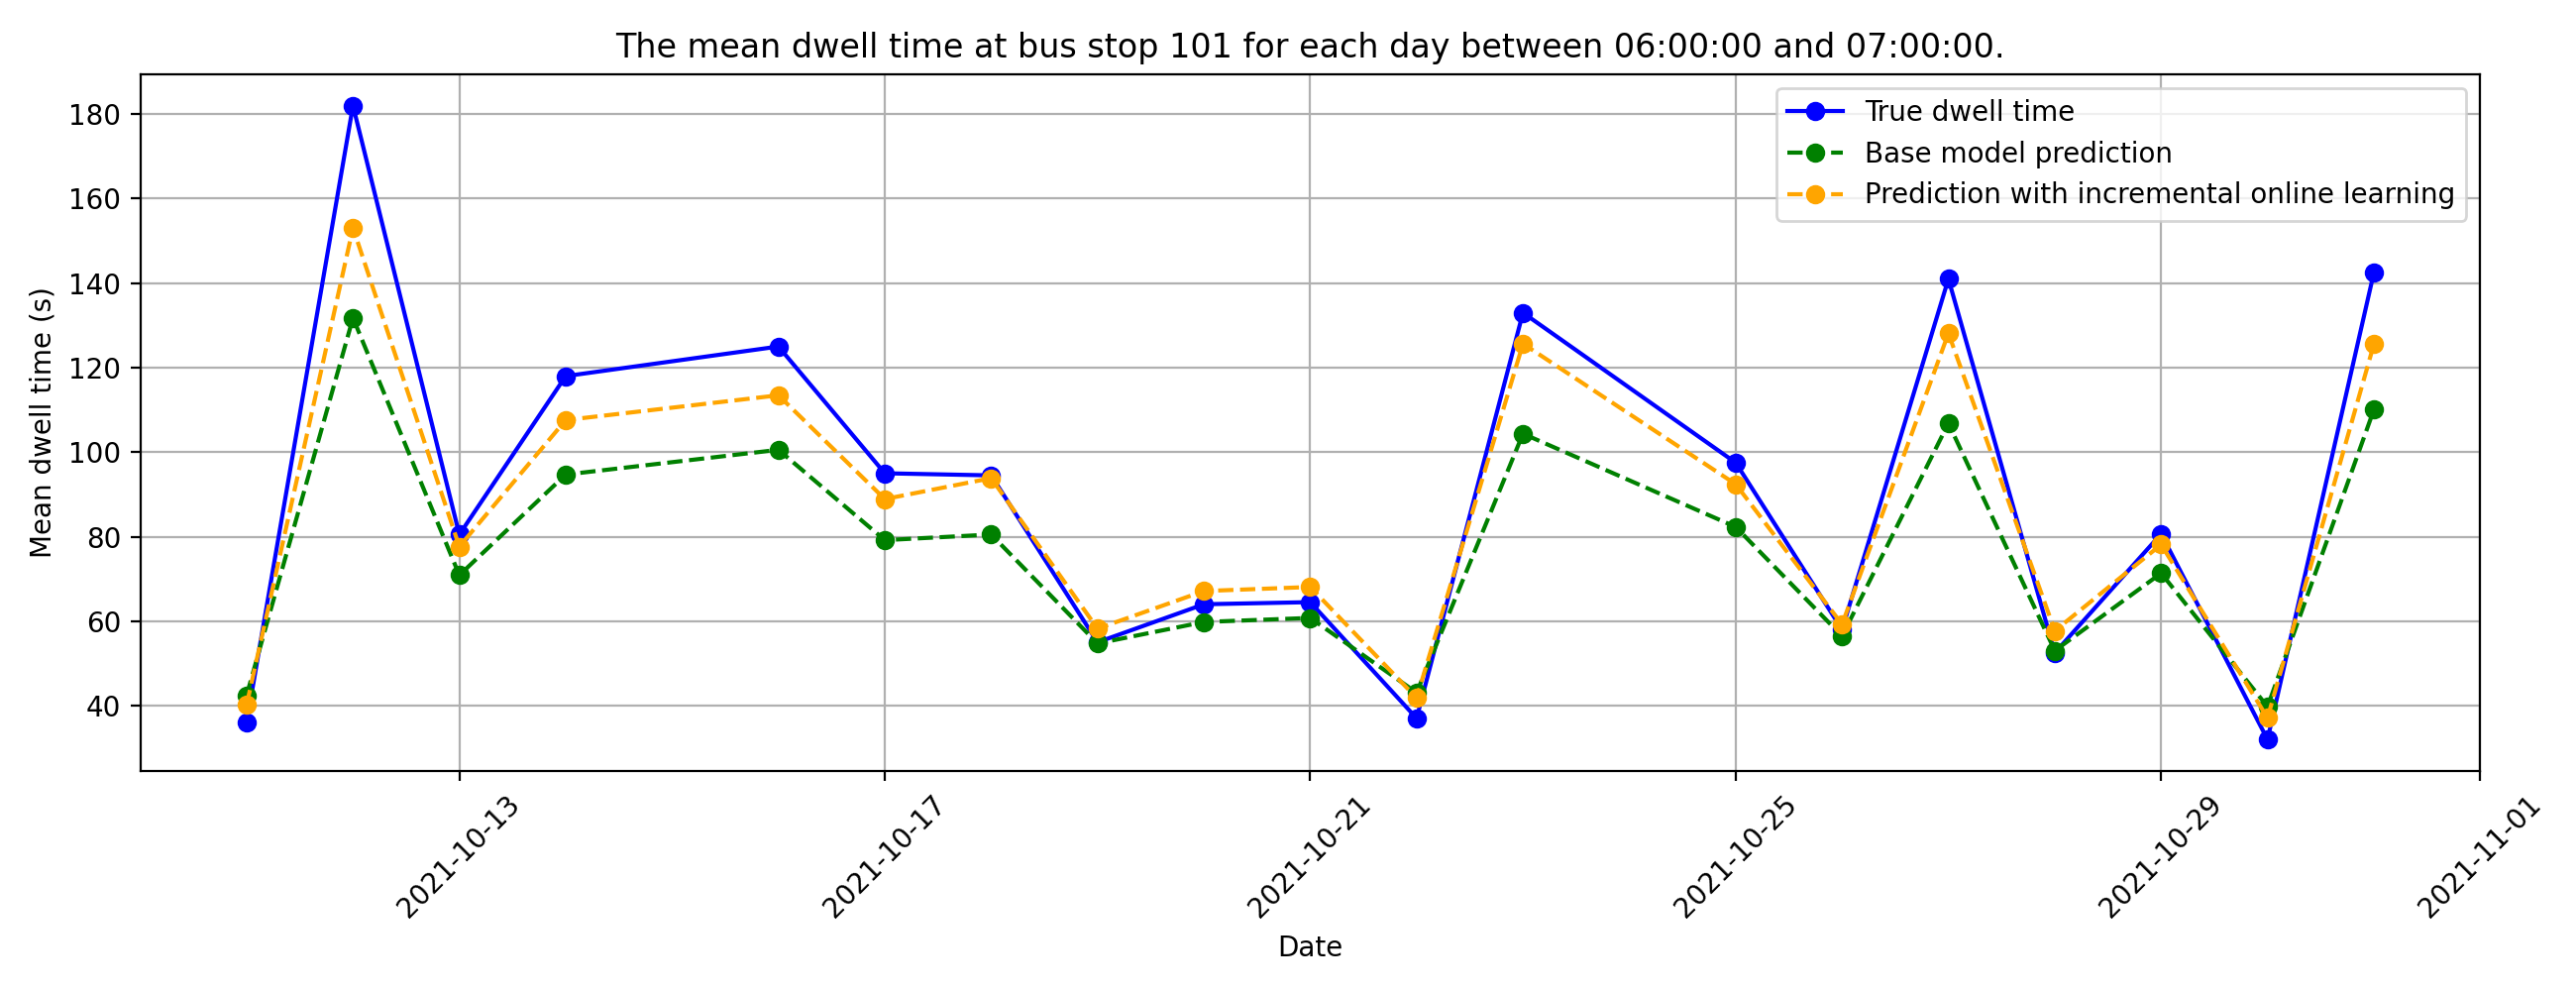 The mean dwell time at bus stop 101 for each day between 06:00:00 and 07:00:00.
True dwell time
Base model prediction
Prediction with incremental online learning
Mean dwell time (s)
180
160
140
120
100
80
60
40
2021-10-13
2021-10-17
2021-10-21
2021-10-25
2021-10-29
2021-11-01
Date